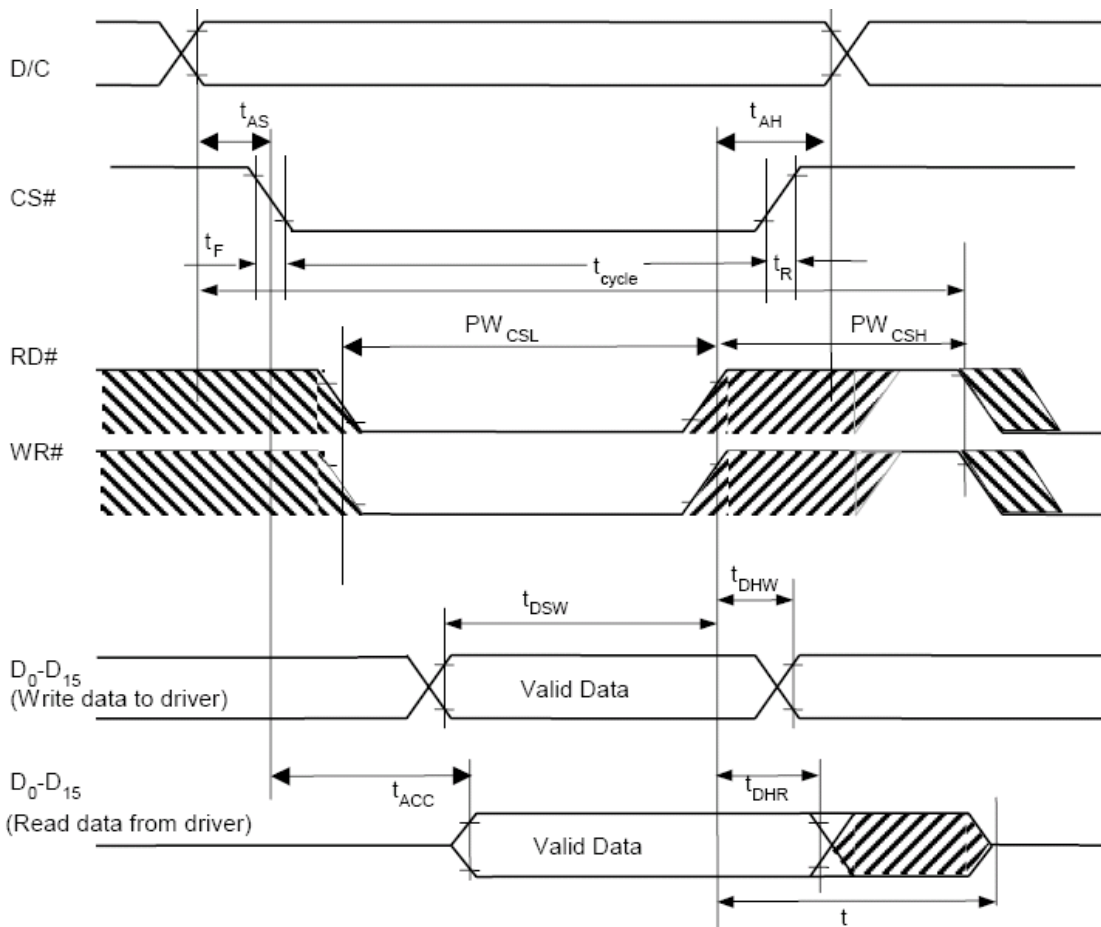 D/C
tAS
tAH
CS#
tF
tcycle
tR
PWCSL
PWCSH
RD#
WR#
tDHW
tDSW
D0-D15
(Write data to driver)
Valid Data
D0-D15
tACC
tDHR
(Read data from driver)
Valid Data
t